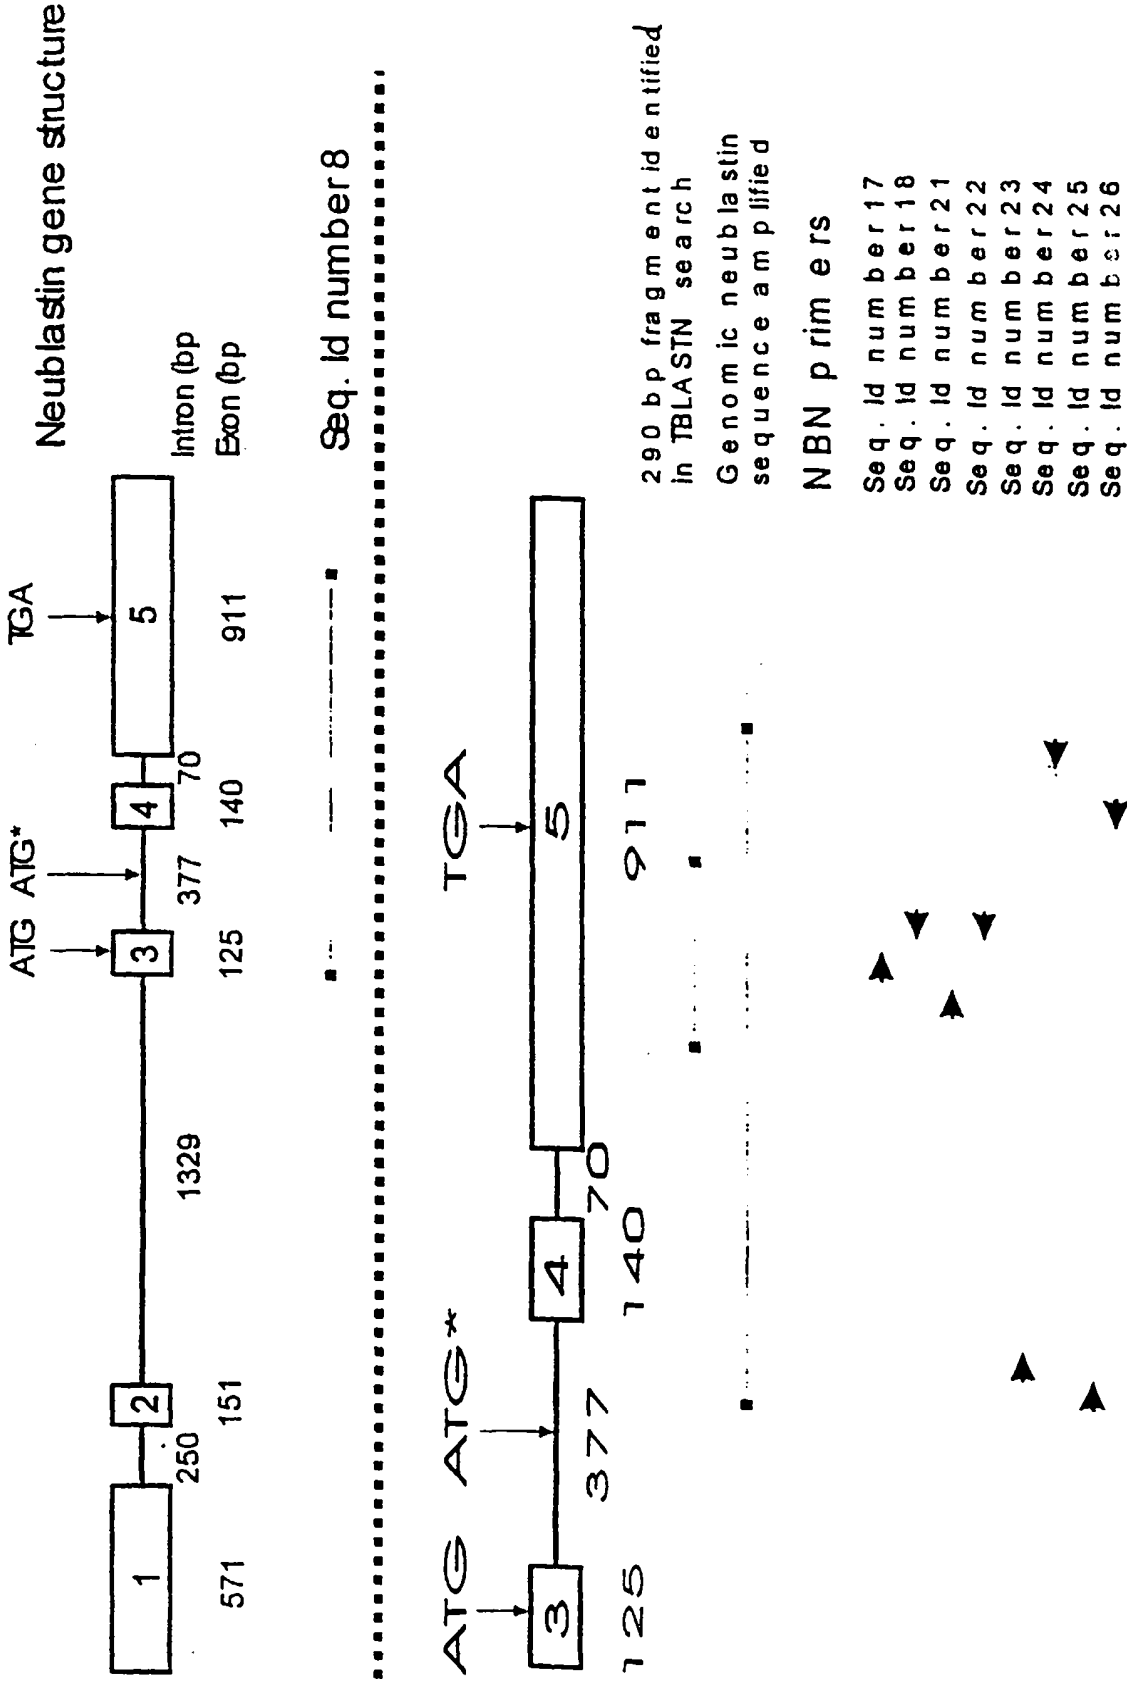 Neublastin gene structure
ATG ATG* TGA
1 2 3 4 5
250 1329 377 70 Intron (bp
571 151 125 140 911 Exon (bp
Seq. Id number 8
ATG ATG* TGA
3 4 5
377 70
125 140 911
290 bp fragment identified
in TBLASTN search
Genomic neublastin
sequence amplified
NBN primers
Seq. Id number 17
Seq. Id number 18
Seq. Id number 21
Seq. Id number 22
Seq. Id number 23
Seq. Id number 24
Seq. Id number 25
Seq. Id number 26